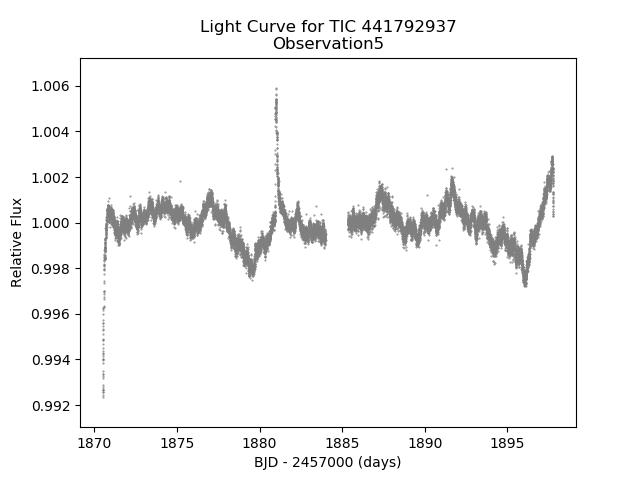 Light Curve for TIC 441792937
Observation5
1.006
1.004
1.002
1.000
0.998
0.996
0.994
0.992
Relative Flux
1870 1875 1880 1885 1890 1895
BJD - 2457000 (days)